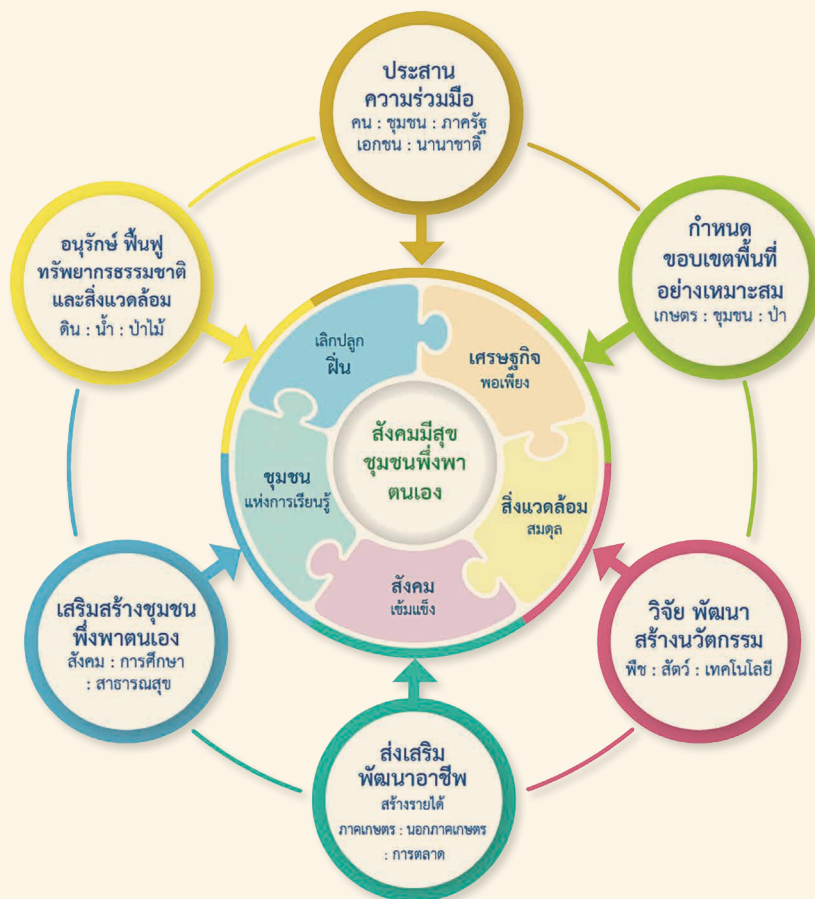 ประสาน
ความร่วมมือ
คน : ชุมชน : ภาครัฐ
เอกชน : นานาชาติ
กำหนด
ขอบเขตพื้นที่
อย่างเหมาะสม
เกษตร : ชุมชน : ป่า
วิจัย พัฒนา
สร้างนวัตกรรม
พืช : สัตว์ : เทคโนโลยี
ส่งเสริม
พัฒนาอาชีพ
สร้างรายได้
ภาคเกษตร : นอกภาคเกษตร
: การตลาด
เสริมสร้างชุมชน
พึ่งพาตนเอง
สังคม : การศึกษา
: สาธารณสุข
อนุรักษ์ ฟื้นฟู
ทรัพยากรธรรมชาติ
และสิ่งแวดล้อม
ดิน : น้ำ : ป่าไม้
เลิกปลูก
ฝิ่น
เศรษฐกิจ
พอเพียง
สิ่งแวดล้อม
สมดุล
สังคม
เข้มแข็ง
ชุมชน
แห่งการเรียนรู้
สังคมมีสุข
ชุมชนพึ่งพา
ตนเอง